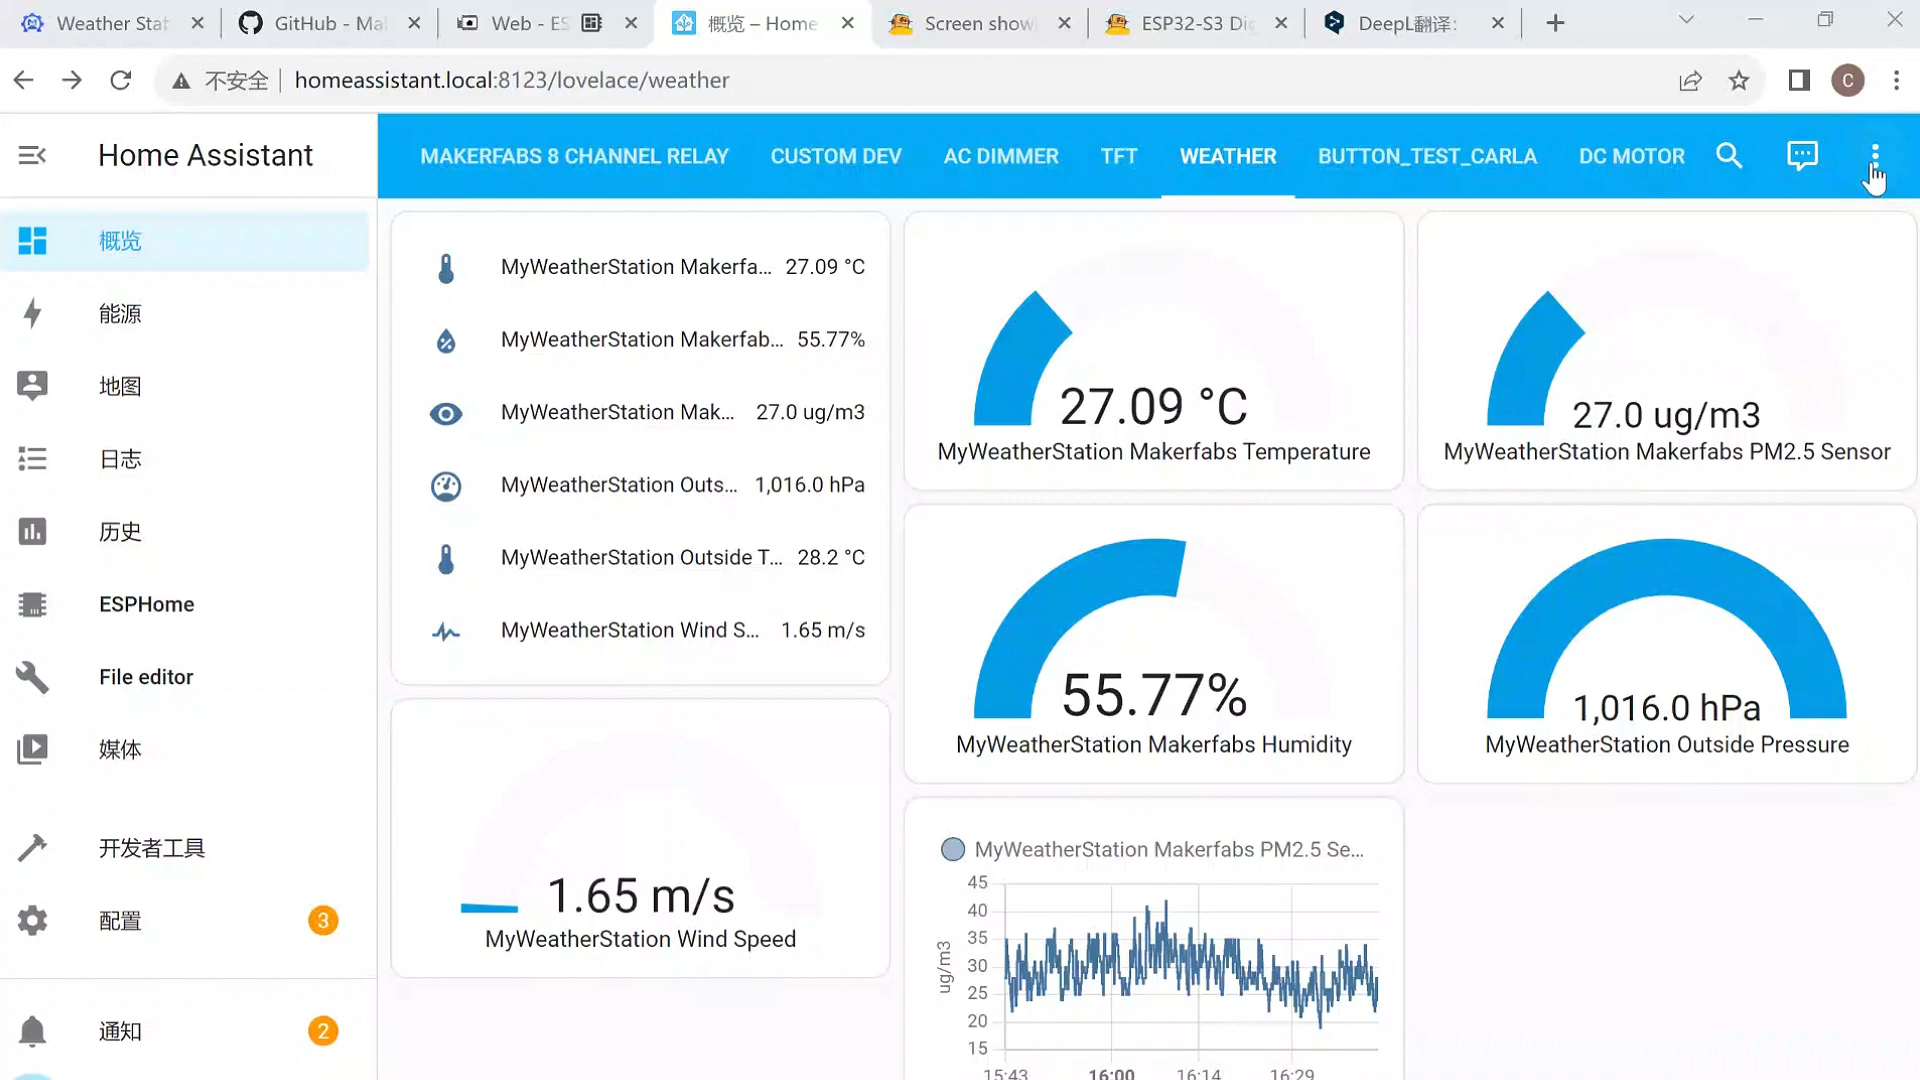 Weather Stat
GitHub - Mak
Web - ES
概览 – Home
Screen show
ESP32-S3 Di
DeepL翻译:
不安全
homeassistant.local:8123/lovelace/weather
C
Home Assistant
MAKERFABS 8 CHANNEL RELAY
CUSTOM DEV
AC DIMMER
TFT
WEATHER
BUTTON_TEST_CARLA
DC MOTOR
概览
能源
地图
日志
历史
ESPHome
File editor
媒体
开发者工具
配置 3
通知 2
MyWeatherStation Makerfa... 27.09 °C
MyWeatherStation Makerfab... 55.77%
MyWeatherStation Mak... 27.0 ug/m3
MyWeatherStation Outs... 1,016.0 hPa
MyWeatherStation Outside T... 28.2 °C
MyWeatherStation Wind S... 1.65 m/s
1.65 m/s
MyWeatherStation Wind Speed
27.09 °C
MyWeatherStation Makerfabs Temperature
55.77%
MyWeatherStation Makerfabs Humidity
MyWeatherStation Makerfabs PM2.5 Se...
45
40
35
30
25
20
15
ug/m3
15:43 16:00 16:14 16:29
27.0 ug/m3
MyWeatherStation Makerfabs PM2.5 Sensor
1,016.0 hPa
MyWeatherStation Outside Pressure